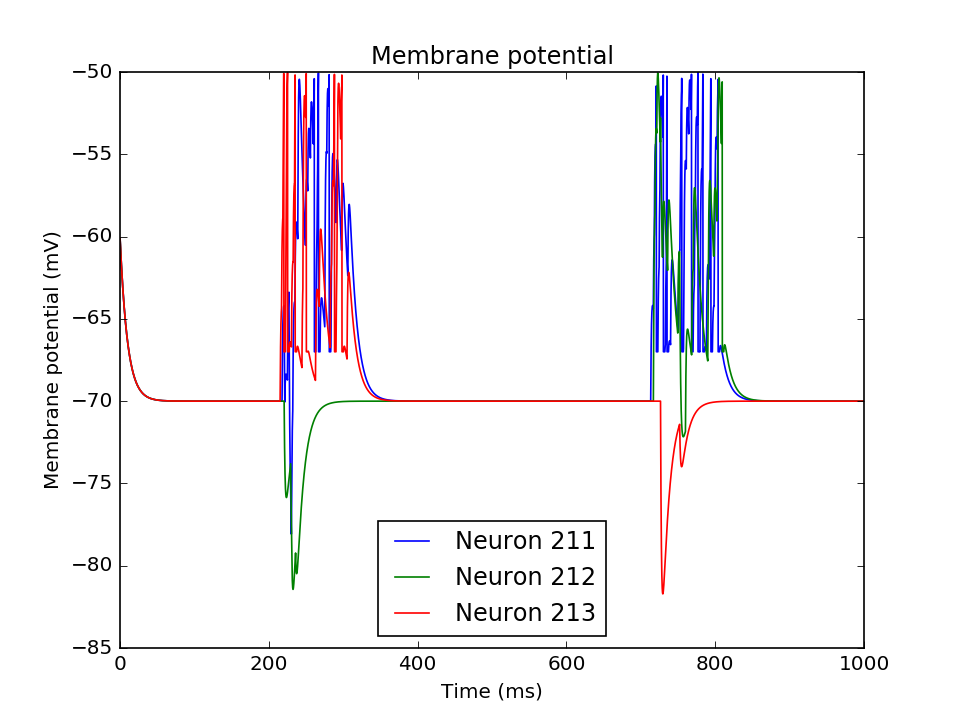 Membrane potential
Membrane potential (mV)
−50
−55
−60
−65
−70
−75
−80
−85
Neuron 211
Neuron 212
Neuron 213
0 200 400 600 800 1000
Time (ms)